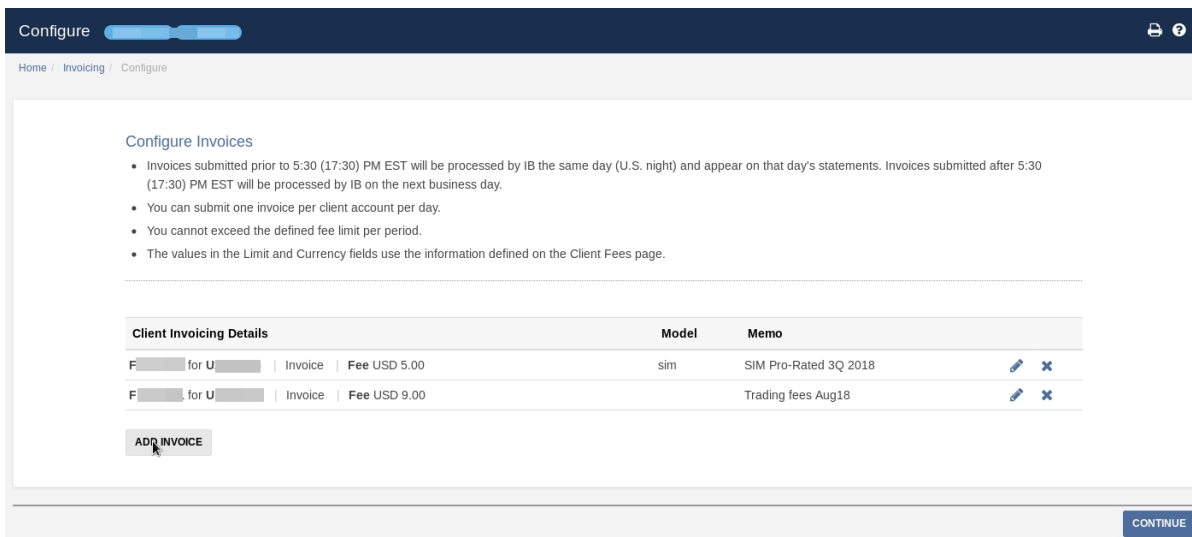 Configure
Home / Invoicing / Configure
Configure Invoices
• Invoices submitted prior to 5:30 (17:30) PM EST will be processed by IB the same day (U.S. night) and appear on that day's statements. Invoices submitted after 5:30
(17:30) PM EST will be processed by IB on the next business day.
• You can submit one invoice per client account per day.
• You cannot exceed the defined fee limit per period.
• The values in the Limit and Currency fields use the information defined on the Client Fees page.
Client Invoicing Details Model Memo
F for U | Invoice | Fee USD 5.00 sim SIM Pro-Rated 3Q 2018
F . for U | Invoice | Fee USD 9.00 Trading fees Aug18
ADD INVOICE
CONTINUE